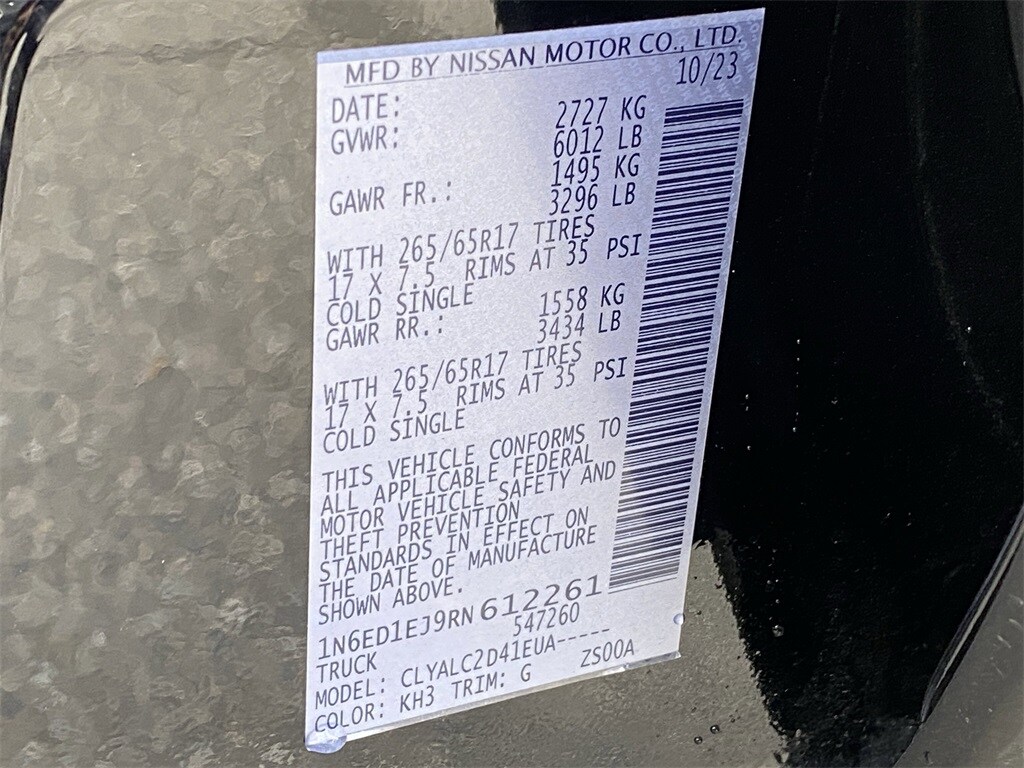 MFD BY NISSAN MOTOR CO., LTD.
DATE: 10/23
GVWR: 2727 KG
6012 LB
GAWR FR.: 1495 KG
3296 LB
WITH 265/65R17 TIRES
17 X 7.5 RIMS AT 35 PSI
COLD SINGLE
GAWR RR.: 1558 KG
3434 LB
WITH 265/65R17 TIRES
17 X 7.5 RIMS AT 35 PSI
COLD SINGLE
THIS VEHICLE CONFORMS TO
ALL APPLICABLE FEDERAL
MOTOR VEHICLE SAFETY AND
THEFT PREVENTION
STANDARDS IN EFFECT ON
THE DATE OF MANUFACTURE
SHOWN ABOVE.
1N6ED1EJ9RN612261
TRUCK 547260
MODEL: CLYALC2D41EUA-----
COLOR: KH3 TRIM: G ZS00A